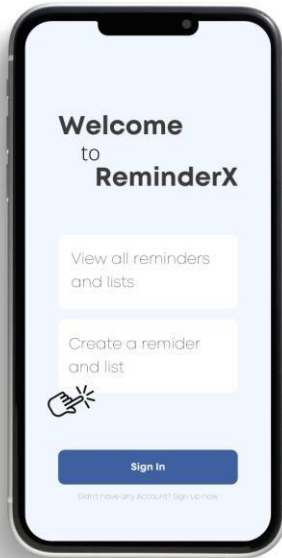 Welcome
to
ReminderX
View all reminders
and lists
Create a remider
and list
Sign In
Didn't have any Account? Sign Up now